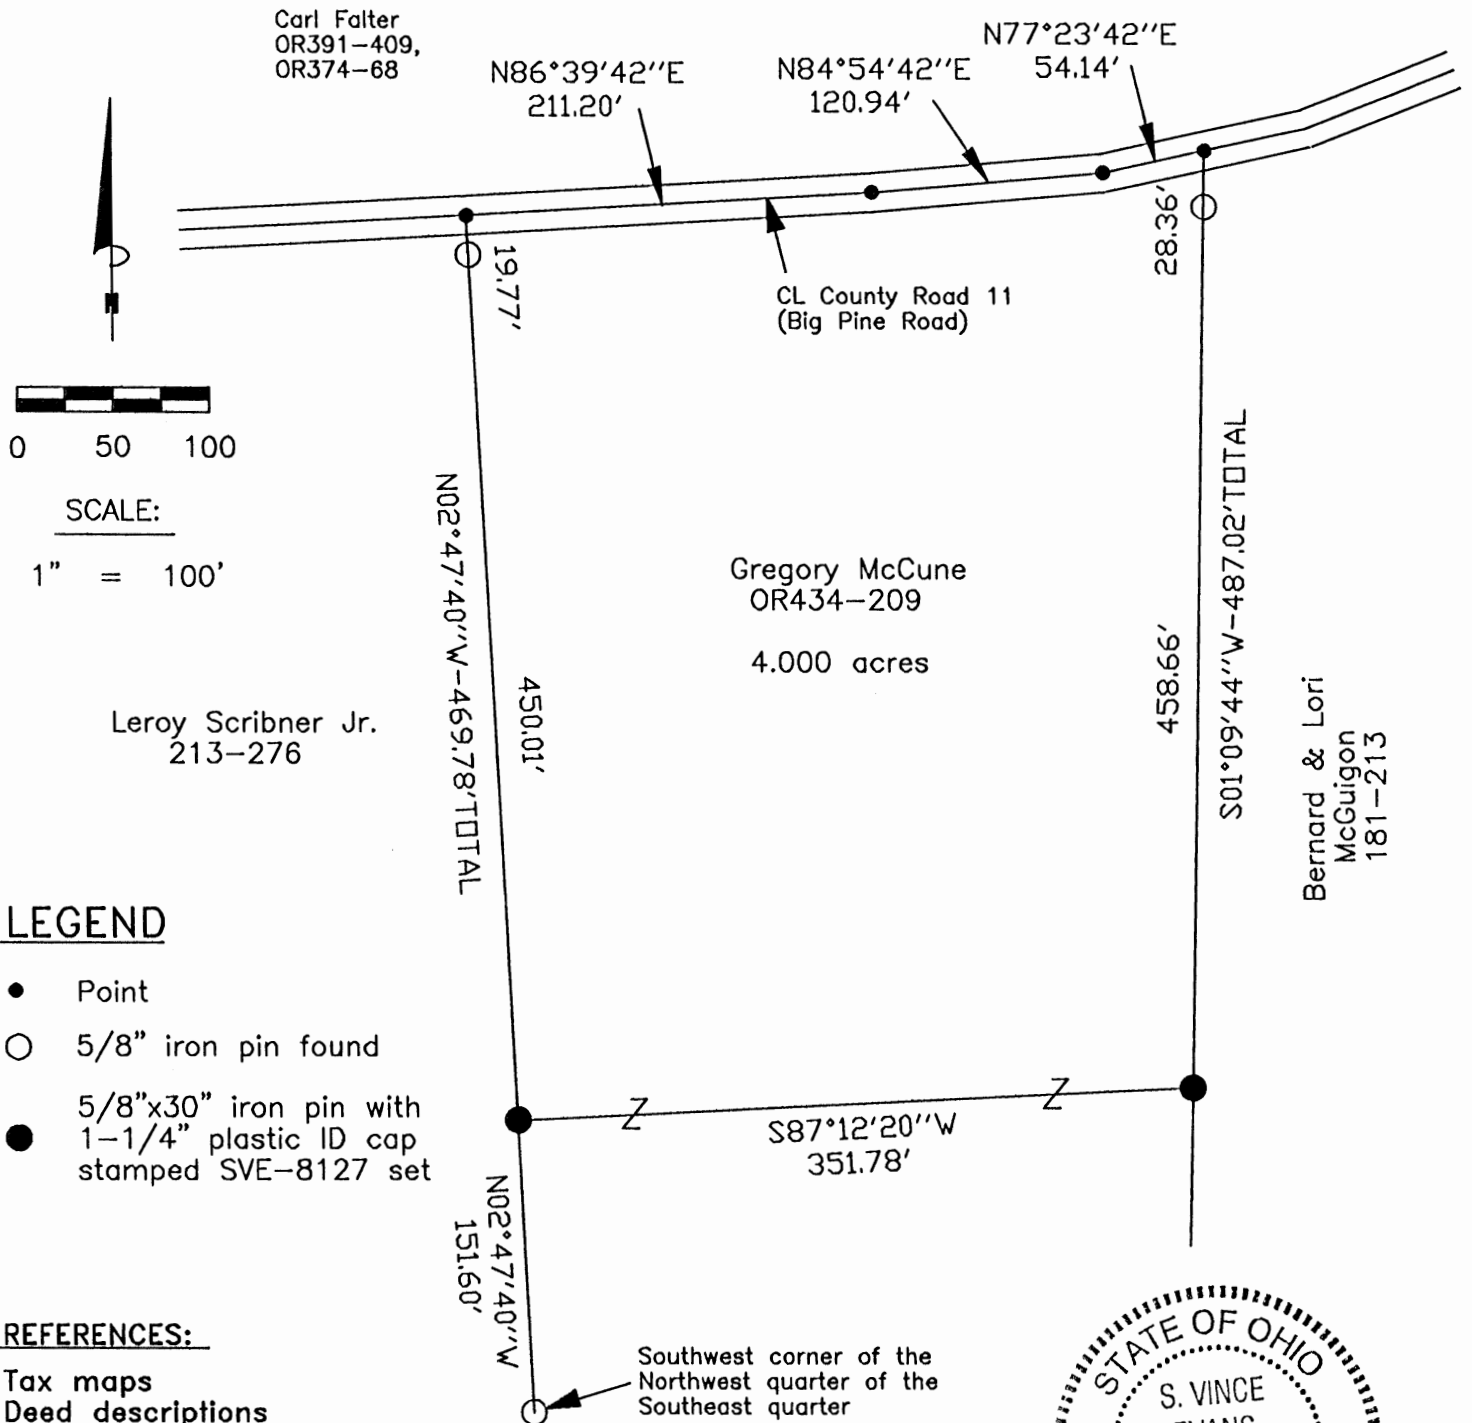 Carl Falter
OR391-409,
OR374-68
N86°39'42"E
211.20'
N84°54'42"E
120.94'
N77°23'42"E
54.14'
19.77'
28.36'
CL County Road 11
(Big Pine Road)
N
0 50 100
SCALE:
1" = 100'
N02°47'40"W-469.78'TOTAL
450.01'
Gregory McCune
OR434-209
4.000 acres
458.66'
S01°09'44"W-487.02'TOTAL
Leroy Scribner Jr.
213-276
Bernard & Lori
McGuigon
181-213
LEGEND
Point
5/8" iron pin found
5/8"x30" iron pin with
1-1/4" plastic ID cap
stamped SVE-8127 set
Z Z
S87°12'20"W
351.78'
N02°47'40"W
151.60'
REFERENCES:
Tax maps
Deed descriptions
Southwest corner of the
Northwest quarter of the
Southeast quarter
STATE OF OHIO
S. VINCE
EVANS